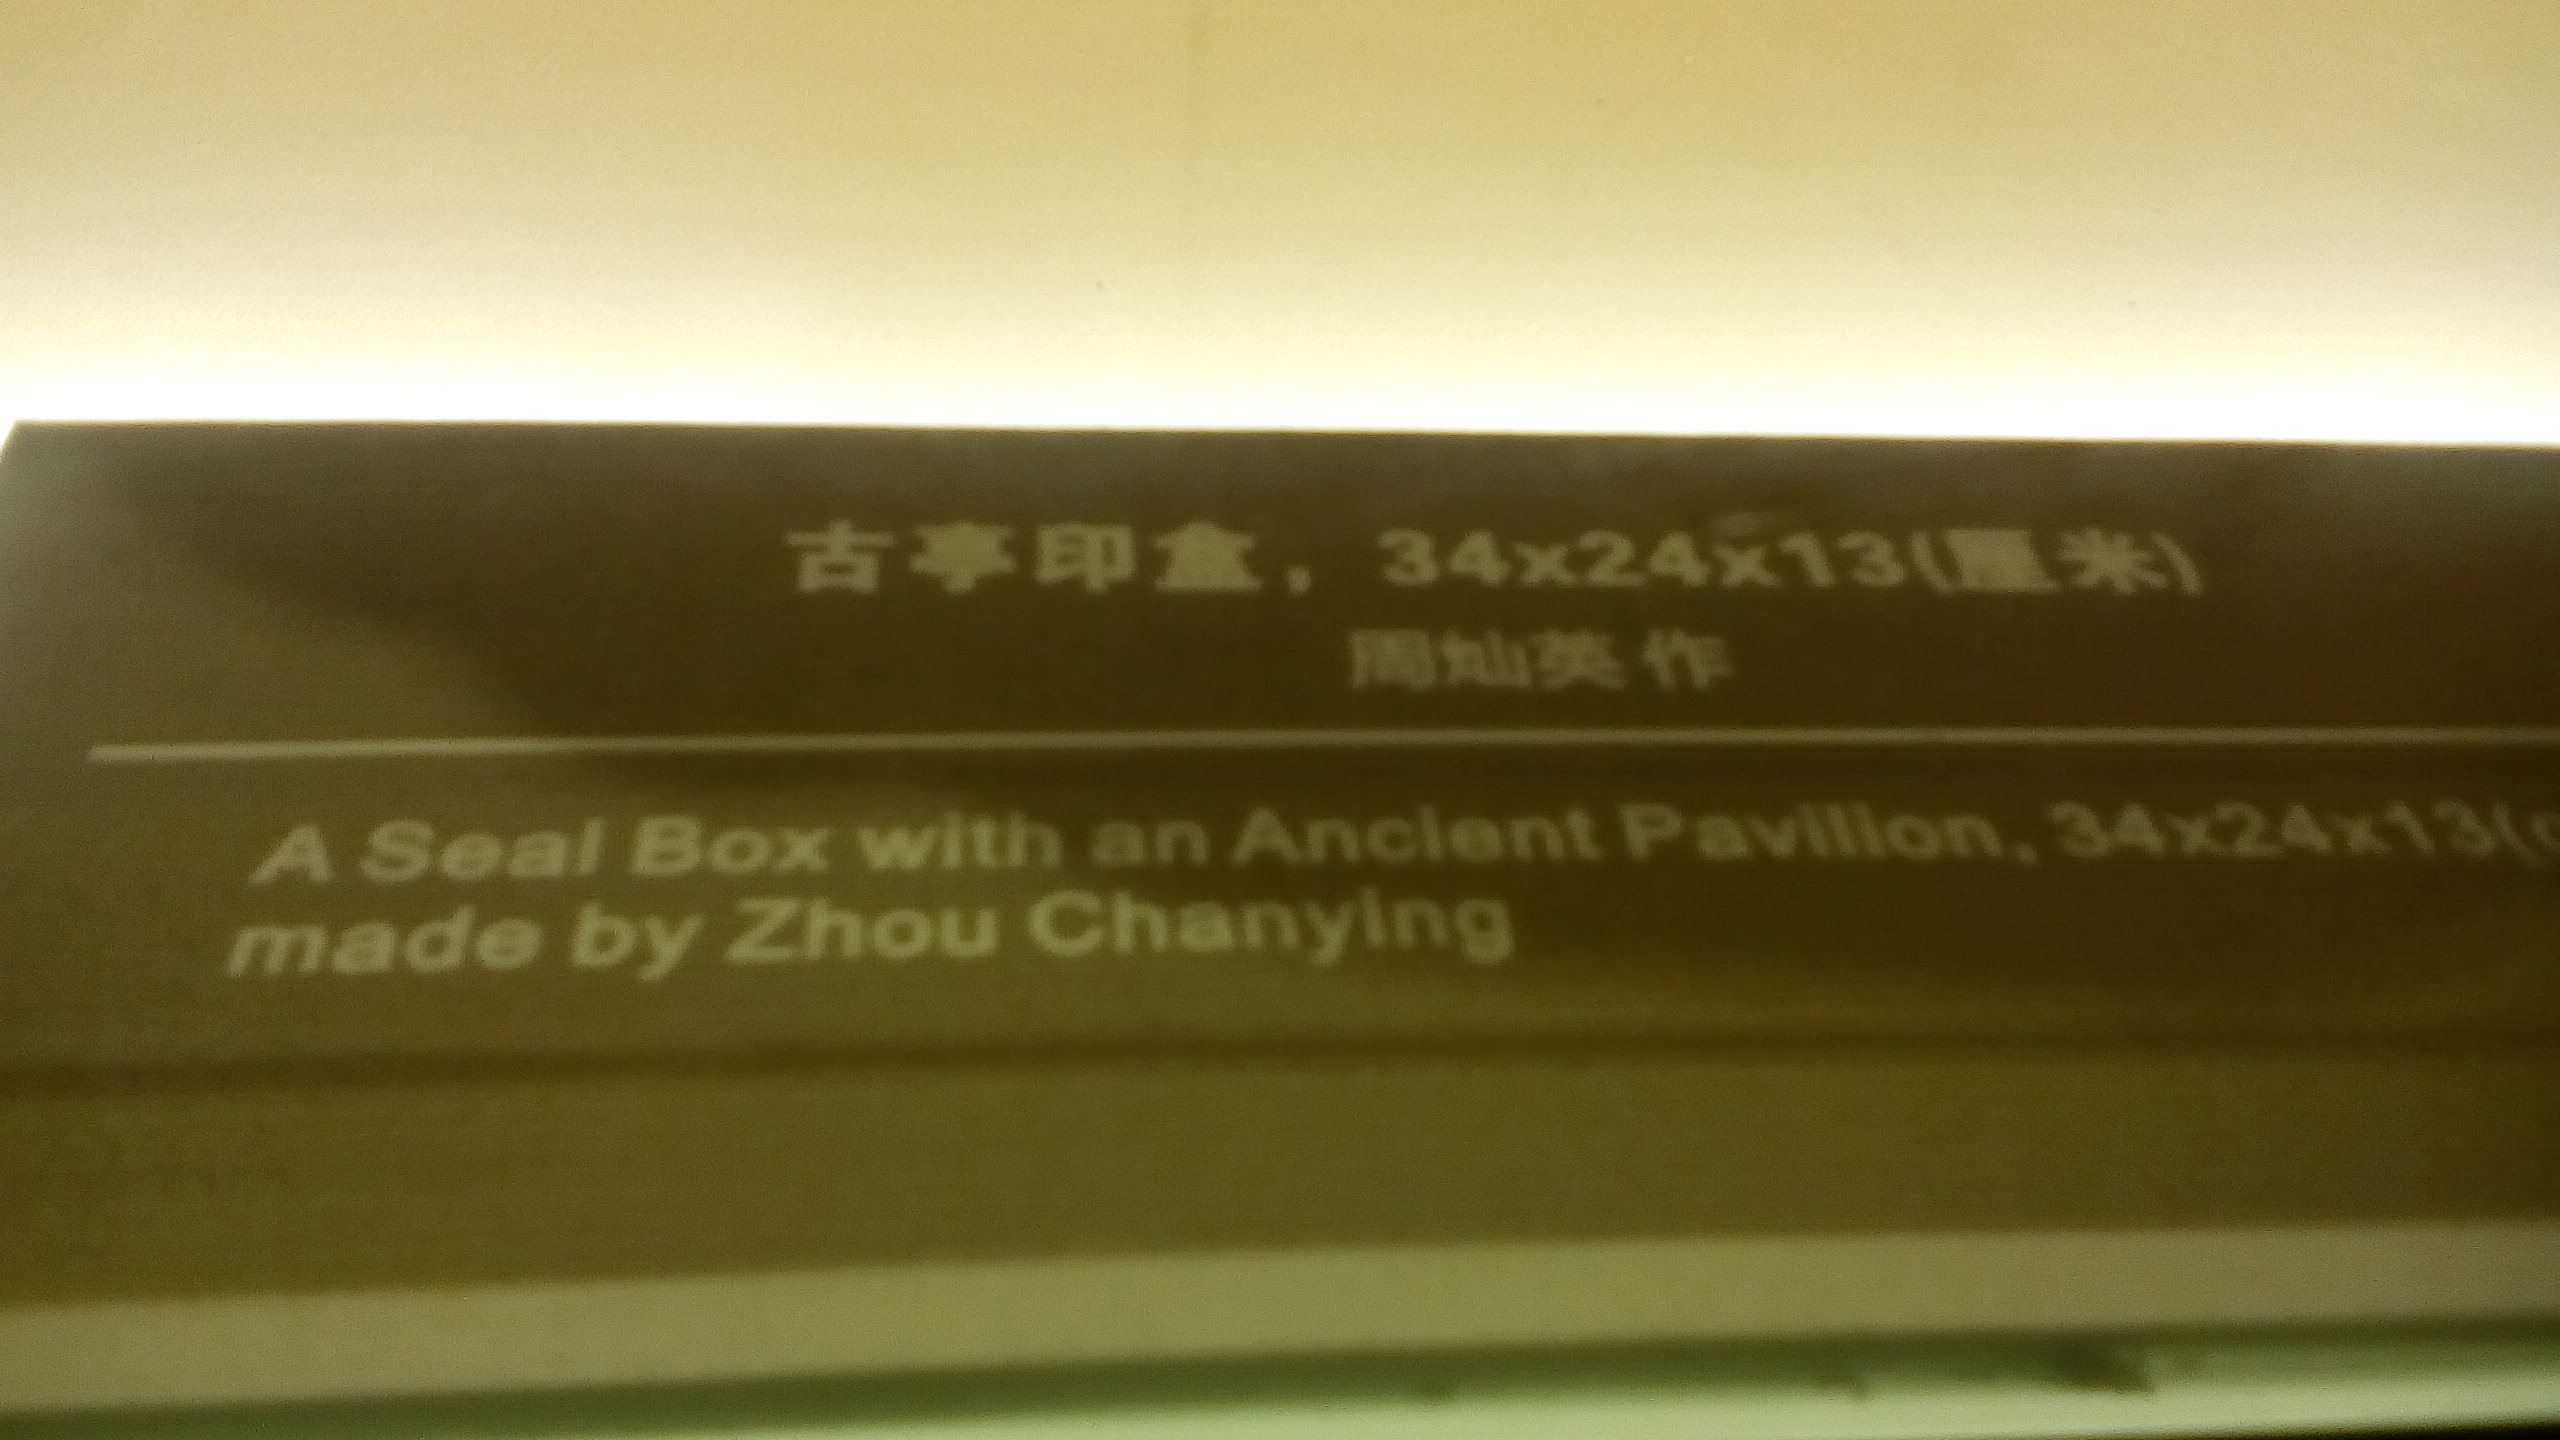 古亭印盒，34x24x13(厘米)
周灿英 作
A Seal Box with an Ancient Pavilion, 34x24x13(
made by Zhou Chanying